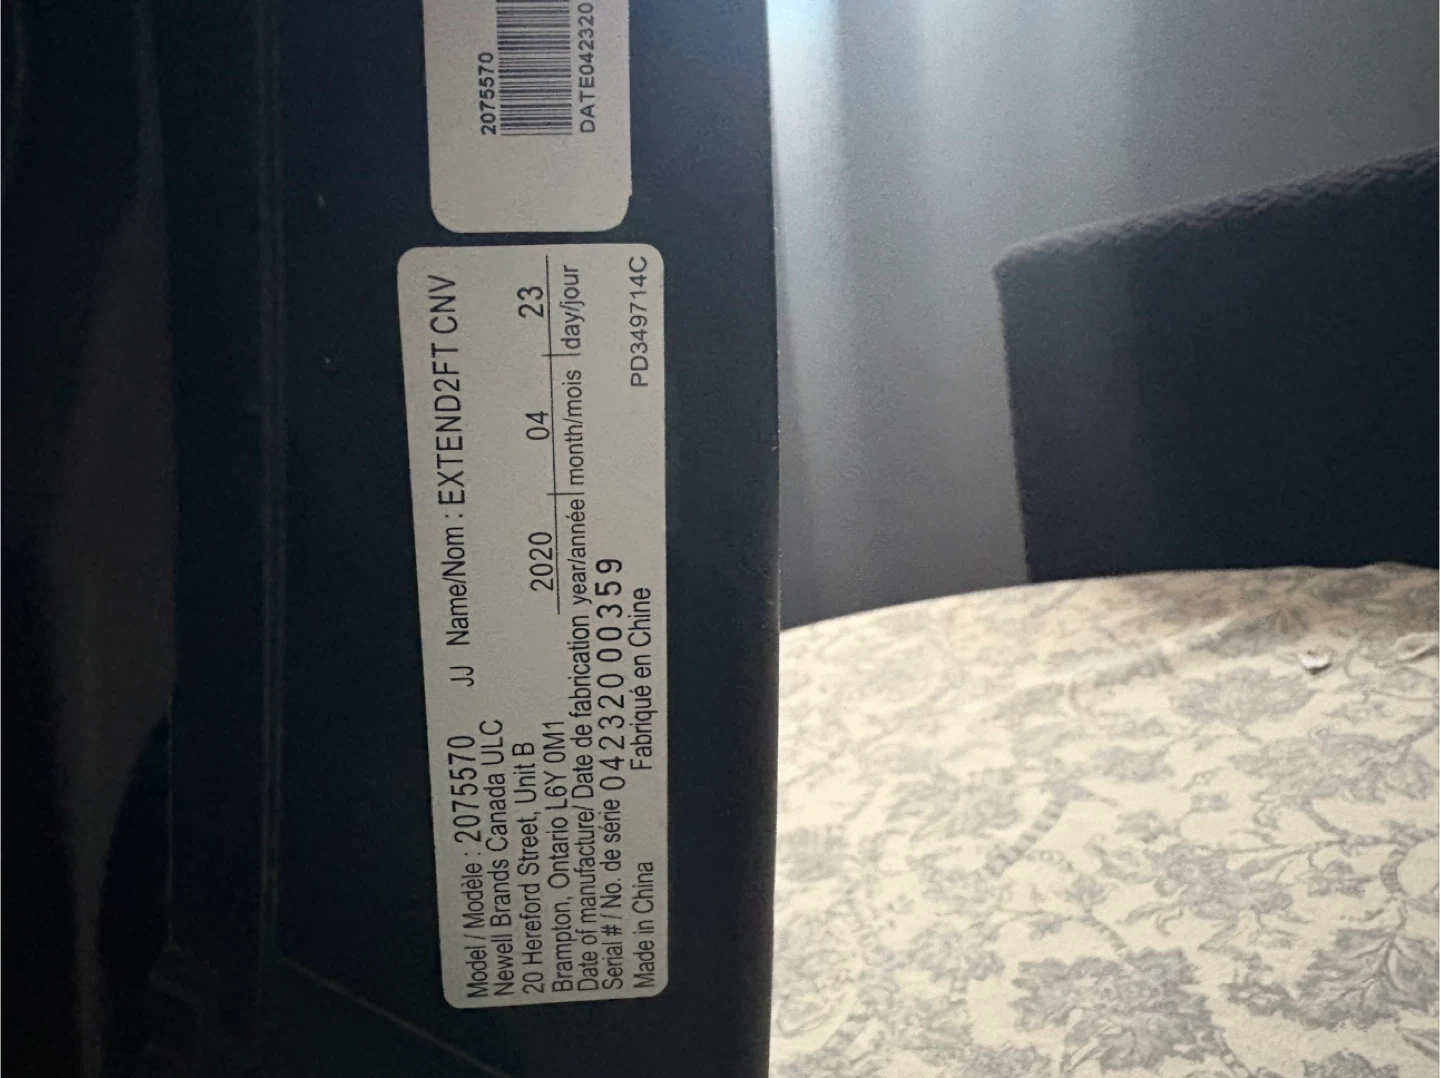 Model / Modèle : 2075570 JJ Name/Nom : EXTEND2FT CNV
Newell Brands Canada ULC
20 Hereford Street, Unit B 2020 04 23
Brampton, Ontario L6Y 0M1
Date of manufacture/ Date de fabrication year/année month/mois day/jour
Serial # / No. de série 04232000359
Made in China Fabriqué en Chine PD349714C
2075570
DATE042320